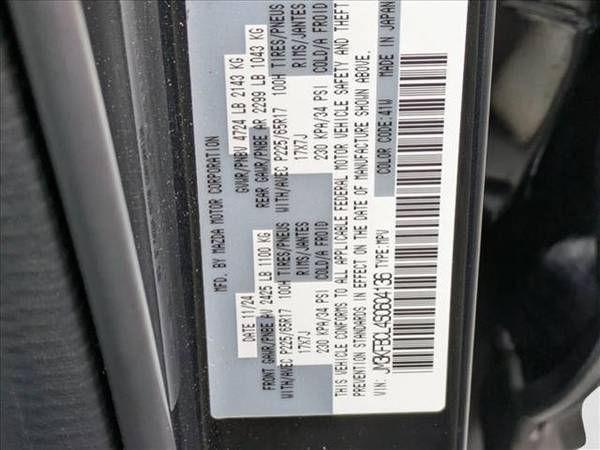 MFD. BY MAZDA MOTOR CORPORATION
DATE 11/24 GVWR/PNBV 4724 LB 2143 KG
FRONT GAWR/PNBE AV 2425 LB 1100 KG REAR GAWR/PNBE AR 2299 LB 1043 KG
WITH/AVEC P225/65R17 100H TIRES/PNEUS WITH/AVEC P225/65R17 100H TIRES/PNEUS
17X7J RIMS/JANTES 17X7J RIMS/JANTES
230 KPA/34 PSI COLD/A FROID 230 KPA/34 PSI COLD/A FROID
THIS VEHICLE CONFORMS TO ALL APPLICABLE FEDERAL MOTOR VEHICLE SAFETY AND THEFT
PREVENTION STANDARDS IN EFFECT ON THE DATE OF MANUFACTURE SHOWN ABOVE.
COLOR CODE:41W MADE IN JAPAN
JM3KFBCL4S0604136 TYPE:MPV